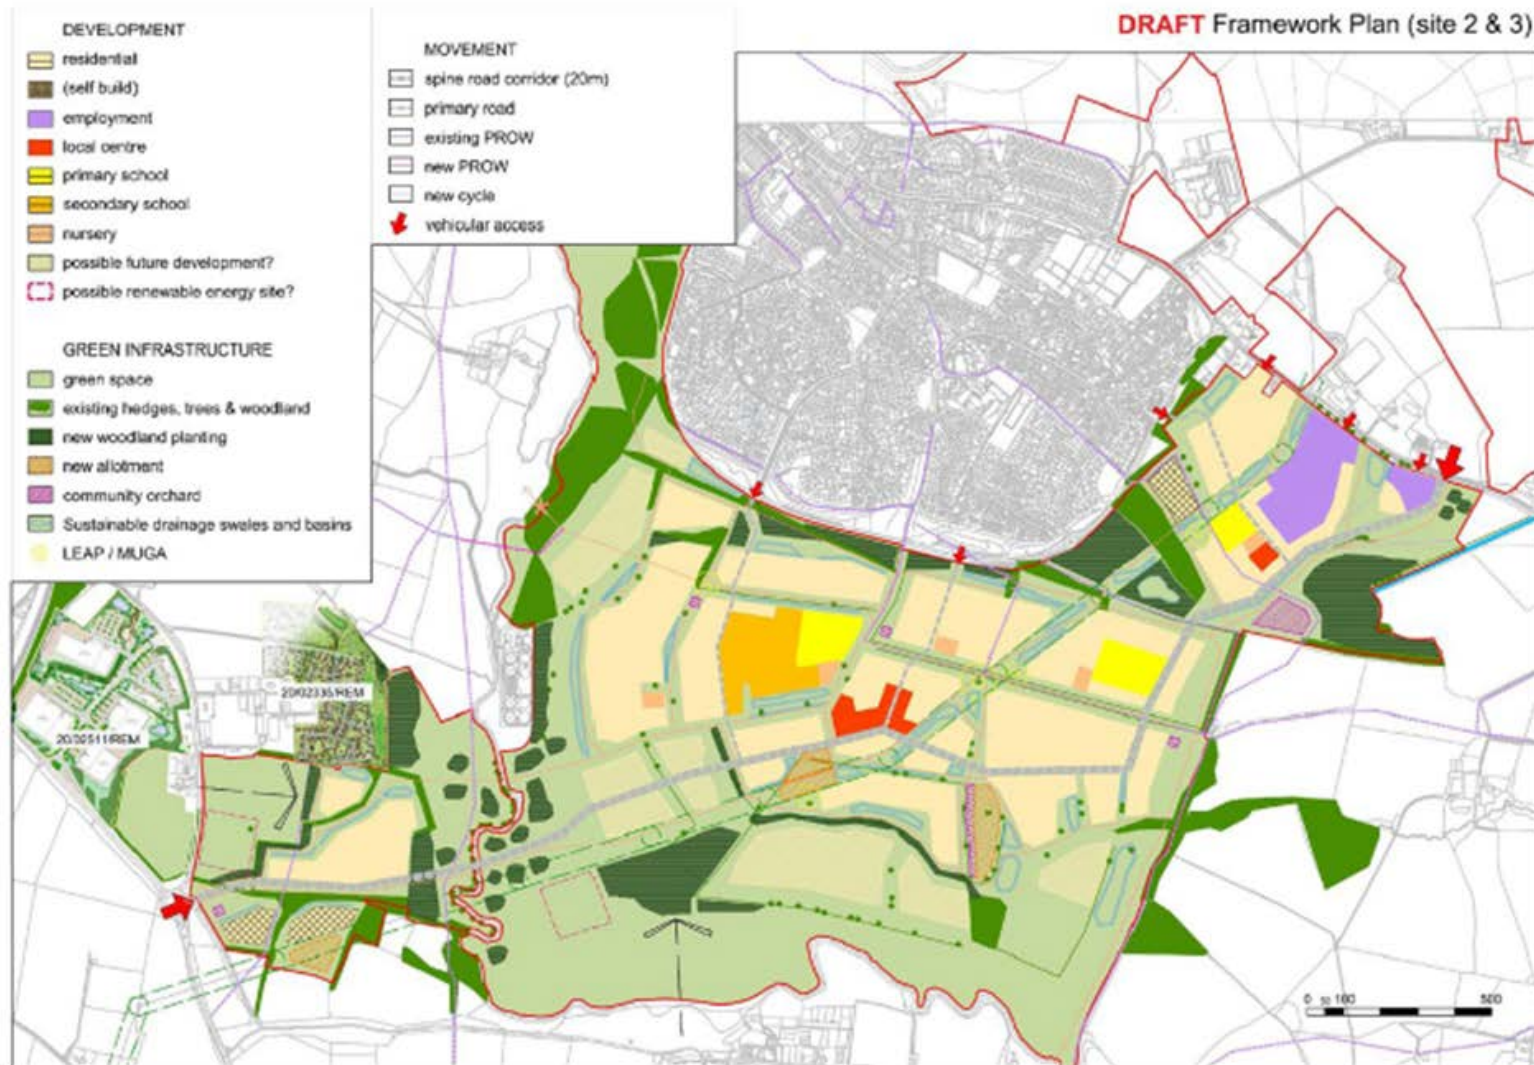 DRAFT Framework Plan (site 2 & 3)
DEVELOPMENT
residential
(self build)
employment
local centre
primary school
secondary school
nursery
possible future development?
possible renewable energy site?
GREEN INFRASTRUCTURE
green space
existing hedges, trees & woodland
new woodland planting
new allotment
community orchard
Sustainable drainage swales and basins
LEAP / MUGA
MOVEMENT
spine road corridor (20m)
primary road
existing PROW
new PROW
new cycle
vehicular access
20/02335/REM
20/02511/REM
0 50 100 500